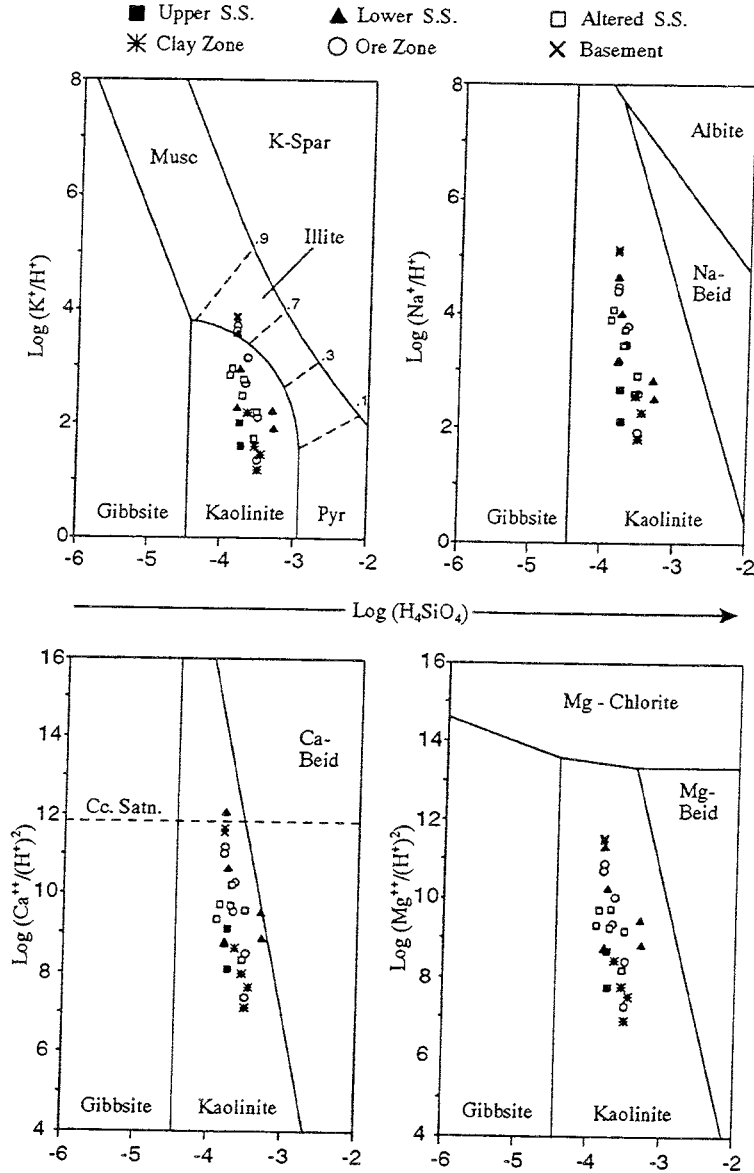 Upper S.S. Lower S.S. Altered S.S.
Clay Zone Ore Zone Basement
8
6
4
2
0
Log (K⁺/H⁺)
Musc
K-Spar
Illite
.9
.7
.3
.1
Gibbsite Kaolinite Pyr
-6 -5 -4 -3 -2
8
6
4
2
0
Log (Na⁺/H⁺)
Albite
Na-
Beid
Gibbsite Kaolinite
-6 -5 -4 -3 -2
Log (H₄SiO₄)
16
14
12
10
8
6
4
Log (Ca⁺⁺/(H⁺)²)
Ca-
Beid
Cc. Satn.
Gibbsite Kaolinite
-6 -5 -4 -3 -2
16
14
12
10
8
6
4
Log (Mg⁺⁺/(H⁺)²)
Mg - Chlorite
Mg-
Beid
Gibbsite Kaolinite
-6 -5 -4 -3 -2